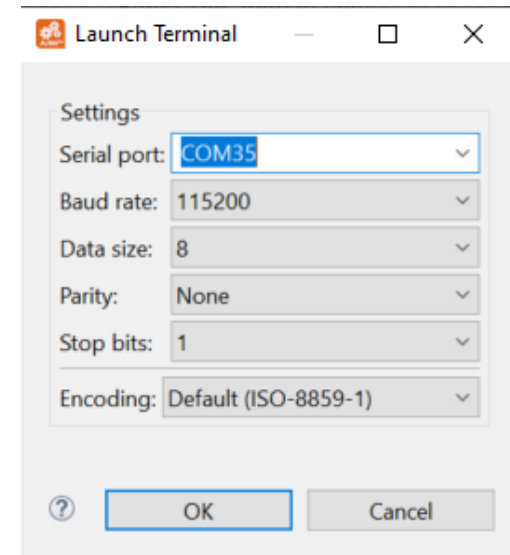 Launch Terminal
Settings
Serial port: COM35
Baud rate: 115200
Data size: 8
Parity: None
Stop bits: 1
Encoding: Default (ISO-8859-1)
?
OK Cancel